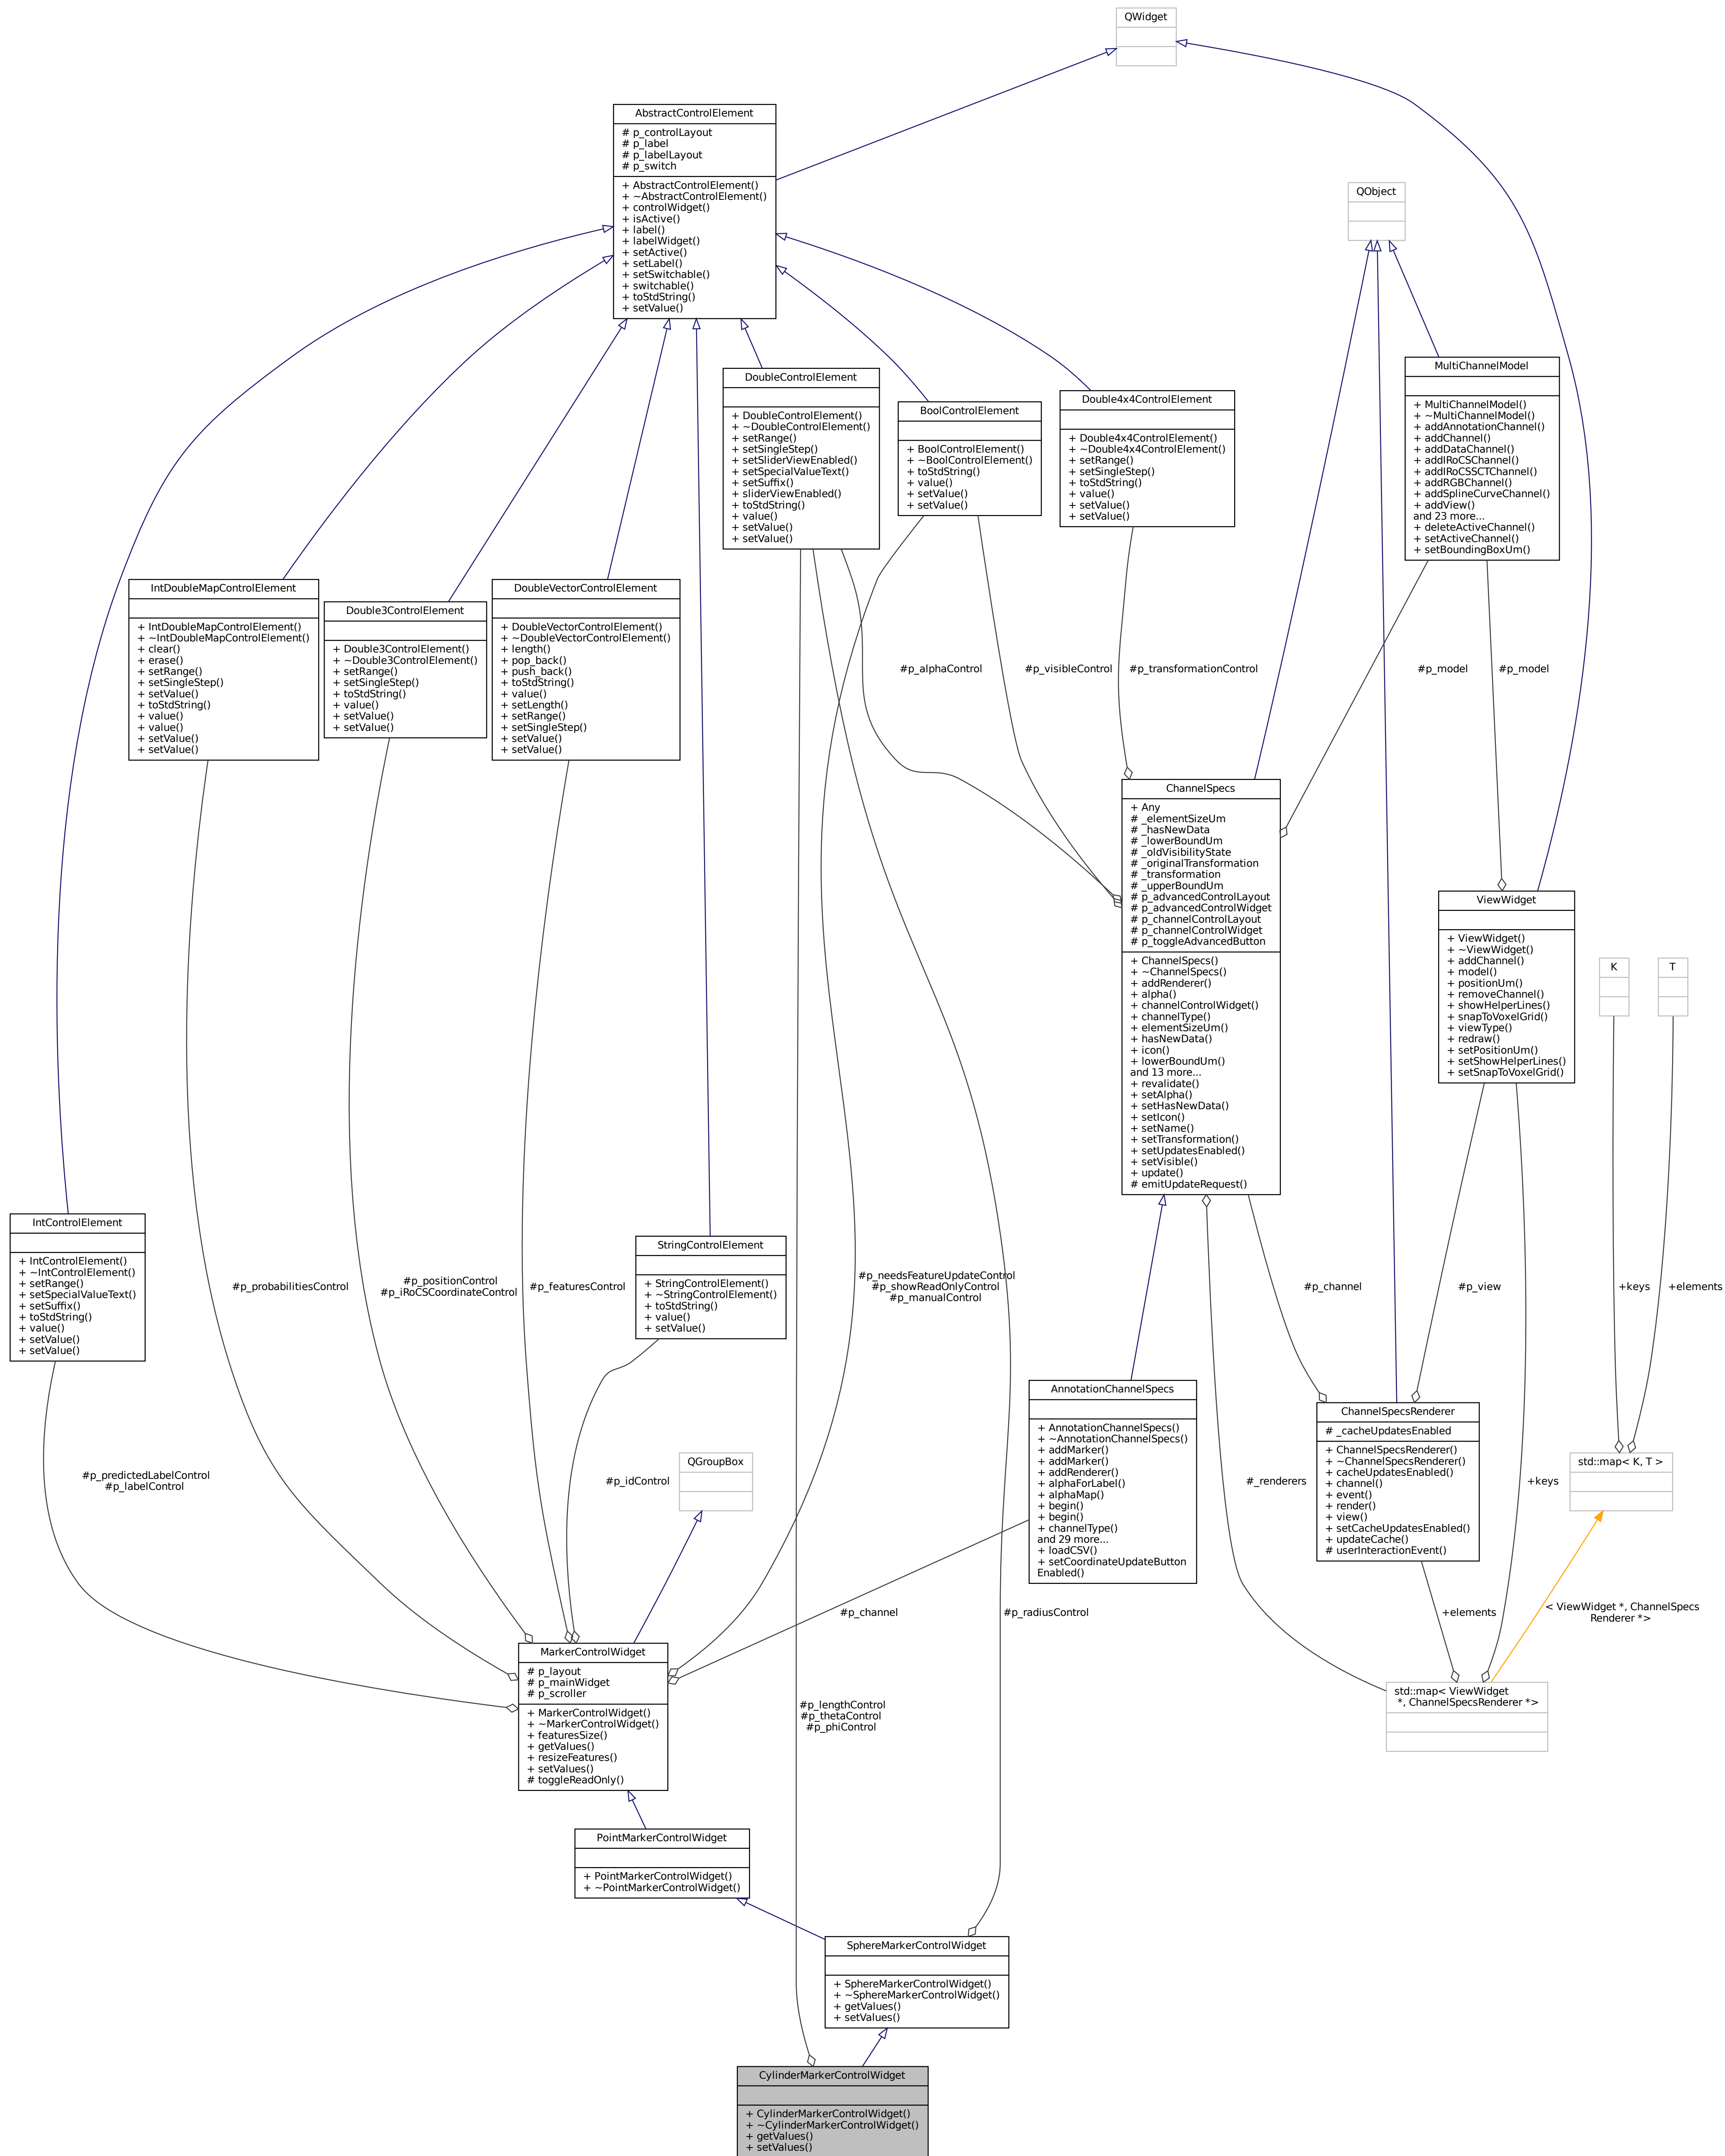 QWidget
AbstractControlElement
# p_controlLayout
# p_label
# p_labelLayout
# p_switch
+ AbstractControlElement()
+ ~AbstractControlElement()
+ controlWidget()
+ isActive()
+ label()
+ labelWidget()
+ setActive()
+ setLabel()
+ setSwitchable()
+ switchable()
+ toStdString()
+ setValue()
QObject
MultiChannelModel
+ MultiChannelModel()
+ ~MultiChannelModel()
+ addAnnotationChannel()
+ addChannel()
+ addDataChannel()
+ addIRoCSChannel()
+ addIRoCSSCTChannel()
+ addRGBChannel()
+ addSplineCurveChannel()
+ addView()
and 23 more...
+ deleteActiveChannel()
+ setActiveChannel()
+ setBoundingBoxUm()
DoubleControlElement
+ DoubleControlElement()
+ ~DoubleControlElement()
+ setRange()
+ setSingleStep()
+ setSliderViewEnabled()
+ setSpecialValueText()
+ setSuffix()
+ sliderViewEnabled()
+ toStdString()
+ value()
+ setValue()
+ setValue()
BoolControlElement
+ BoolControlElement()
+ ~BoolControlElement()
+ toStdString()
+ value()
+ setValue()
+ setValue()
Double4x4ControlElement
+ Double4x4ControlElement()
+ ~Double4x4ControlElement()
+ setRange()
+ setSingleStep()
+ toStdString()
+ value()
+ setValue()
+ setValue()
IntDoubleMapControlElement
+ IntDoubleMapControlElement()
+ ~IntDoubleMapControlElement()
+ clear()
+ erase()
+ setRange()
+ setSingleStep()
+ setValue()
+ toStdString()
+ value()
+ value()
+ setValue()
+ setValue()
Double3ControlElement
+ Double3ControlElement()
+ ~Double3ControlElement()
+ setRange()
+ setSingleStep()
+ toStdString()
+ value()
+ setValue()
+ setValue()
DoubleVectorControlElement
+ DoubleVectorControlElement()
+ ~DoubleVectorControlElement()
+ length()
+ pop_back()
+ push_back()
+ toStdString()
+ value()
+ setLength()
+ setRange()
+ setSingleStep()
+ setValue()
+ setValue()
#p_alphaControl
#p_visibleControl
#p_transformationControl
#p_model
#p_model
ChannelSpecs
+ Any
# _elementSizeUm
# _hasNewData
# _lowerBoundUm
# _oldVisibilityState
# _originalTransformation
# _transformation
# _upperBoundUm
# p_advancedControlLayout
# p_advancedControlWidget
# p_channelControlLayout
# p_channelControlWidget
# p_toggleAdvancedButton
+ ChannelSpecs()
+ ~ChannelSpecs()
+ addRenderer()
+ alpha()
+ channelControlWidget()
+ channelType()
+ elementSizeUm()
+ hasNewData()
+ icon()
+ lowerBoundUm()
and 13 more...
+ revalidate()
+ setAlpha()
+ setHasNewData()
+ setIcon()
+ setName()
+ setTransformation()
+ setUpdatesEnabled()
+ setVisible()
+ update()
# emitUpdateRequest()
ViewWidget
+ ViewWidget()
+ ~ViewWidget()
+ addChannel()
+ model()
+ positionUm()
+ removeChannel()
+ showHelperLines()
+ snapToVoxelGrid()
+ viewType()
+ redraw()
+ setPositionUm()
+ setShowHelperLines()
+ setSnapToVoxelGrid()
K
T
IntControlElement
+ IntControlElement()
+ ~IntControlElement()
+ setRange()
+ setSpecialValueText()
+ setSuffix()
+ toStdString()
+ value()
+ setValue()
+ setValue()
#p_probabilitiesControl
#p_positionControl
#p_iRoCSCoordinateControl
#p_featuresControl
StringControlElement
+ StringControlElement()
+ ~StringControlElement()
+ toStdString()
+ value()
+ setValue()
#p_needsFeatureUpdateControl
#p_showReadOnlyControl
#p_manualControl
#p_channel
#p_view
+keys
+elements
AnnotationChannelSpecs
+ AnnotationChannelSpecs()
+ ~AnnotationChannelSpecs()
+ addMarker()
+ addMarker()
+ addRenderer()
+ alphaForLabel()
+ alphaMap()
+ begin()
+ begin()
+ channelType()
and 29 more...
+ loadCSV()
+ setCoordinateUpdateButton
Enabled()
ChannelSpecsRenderer
# _cacheUpdatesEnabled
+ ChannelSpecsRenderer()
+ ~ChannelSpecsRenderer()
+ cacheUpdatesEnabled()
+ channel()
+ event()
+ render()
+ view()
+ setCacheUpdatesEnabled()
+ updateCache()
# userInteractionEvent()
#p_predictedLabelControl
#p_labelControl
#p_idControl
QGroupBox
#_renderers
+keys
std::map< K, T >
#p_channel
#p_radiusControl
+elements
< ViewWidget *, ChannelSpecs
Renderer *>
MarkerControlWidget
# p_layout
# p_mainWidget
# p_scroller
+ MarkerControlWidget()
+ ~MarkerControlWidget()
+ featuresSize()
+ getValues()
+ resizeFeatures()
+ setValues()
# toggleReadOnly()
#p_lengthControl
#p_thetaControl
#p_phiControl
std::map< ViewWidget
*, ChannelSpecsRenderer *>
PointMarkerControlWidget
+ PointMarkerControlWidget()
+ ~PointMarkerControlWidget()
SphereMarkerControlWidget
+ SphereMarkerControlWidget()
+ ~SphereMarkerControlWidget()
+ getValues()
+ setValues()
CylinderMarkerControlWidget
+ CylinderMarkerControlWidget()
+ ~CylinderMarkerControlWidget()
+ getValues()
+ setValues()